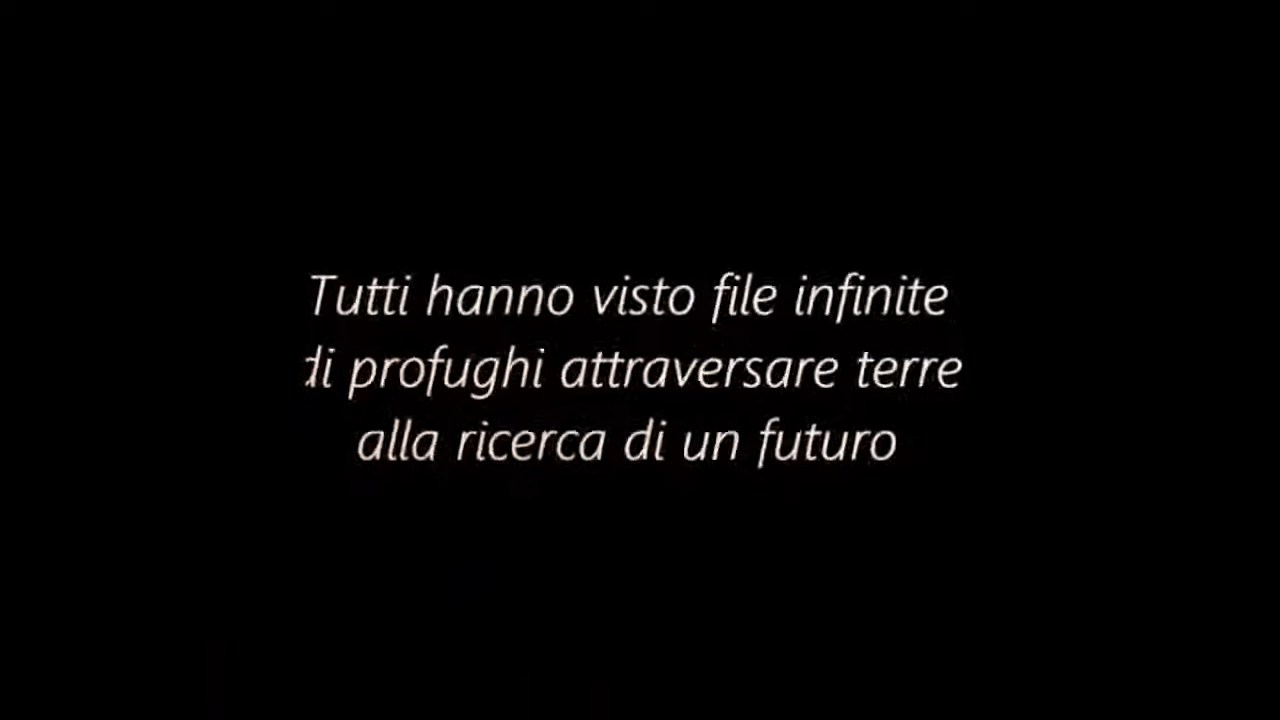 Tutti hanno visto file infinite
di profughi attraversare terre
alla ricerca di un futuro